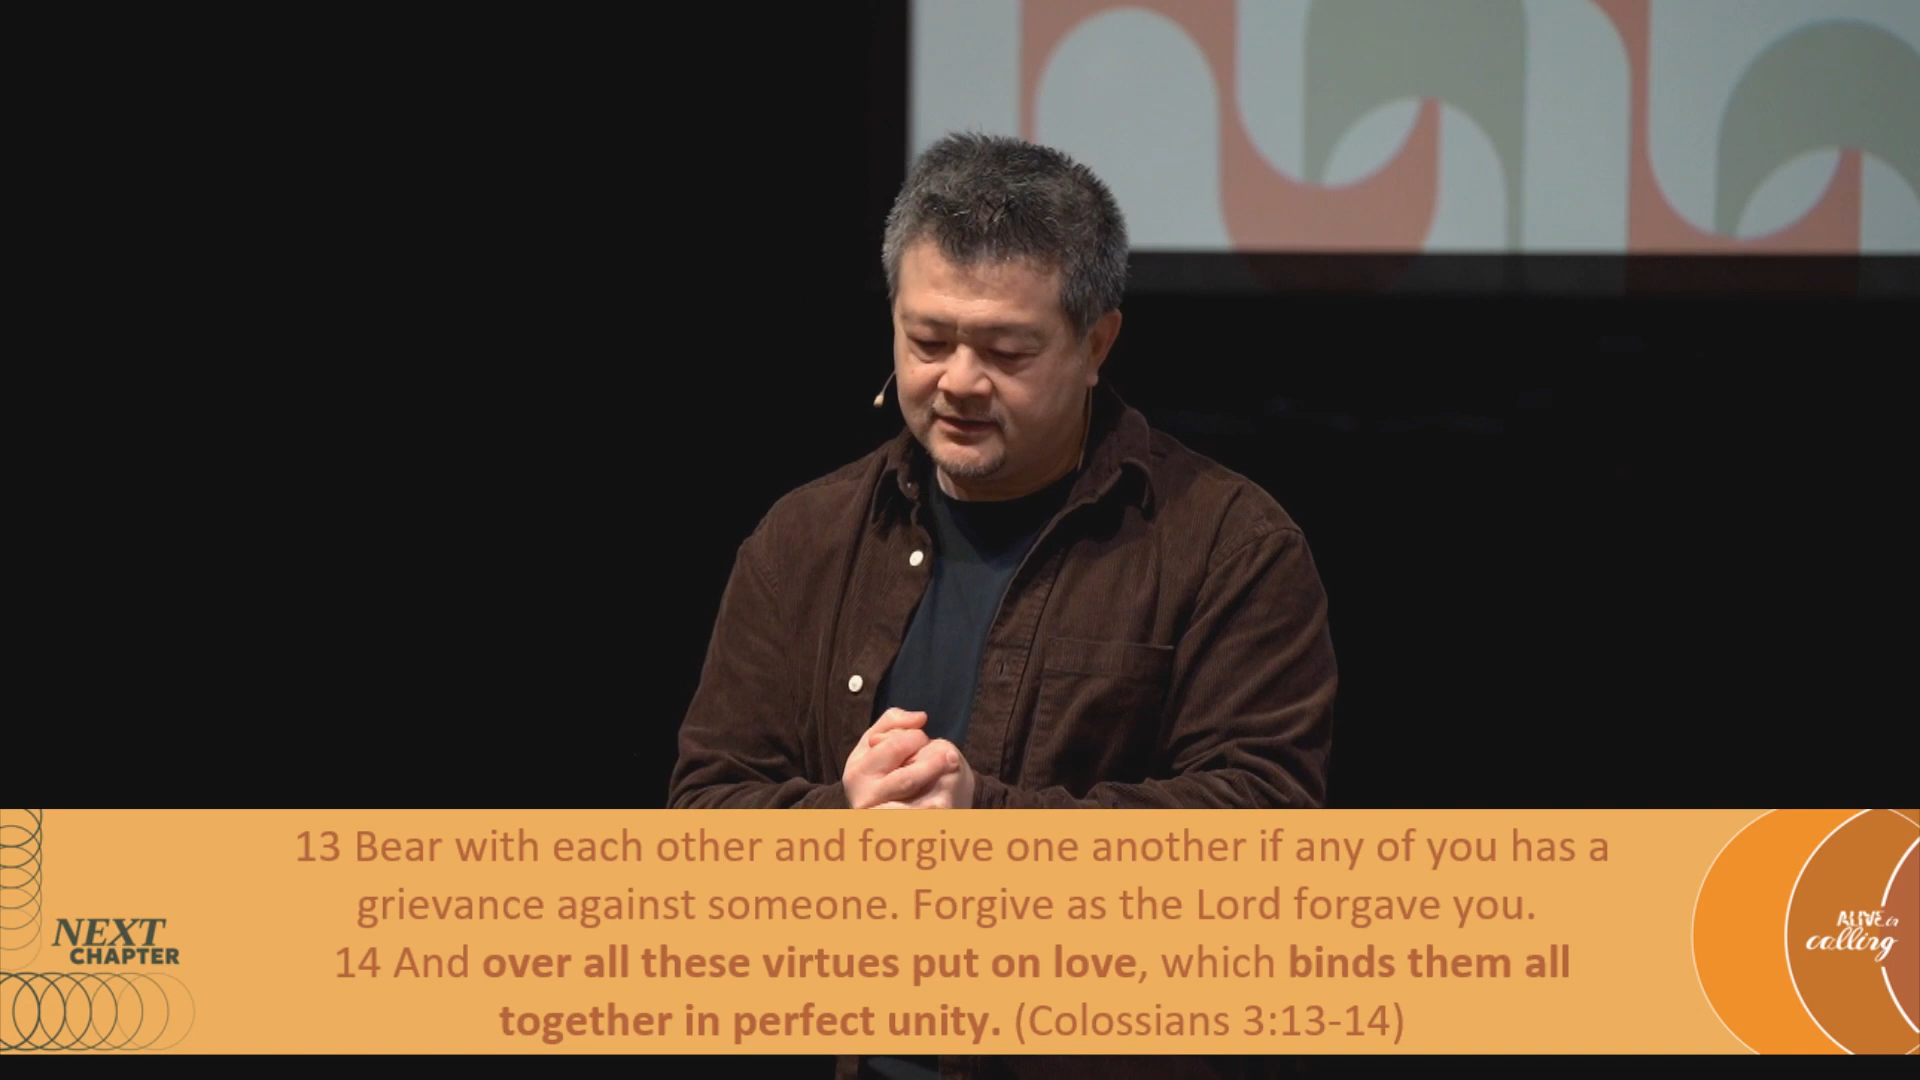 13 Bear with each other and forgive one another if any of you has a
grievance against someone. Forgive as the Lord forgave you.
14 And over all these virtues put on love, which binds them all
together in perfect unity. (Colossians 3:13-14)
NEXT
CHAPTER
ALIVE in
calling